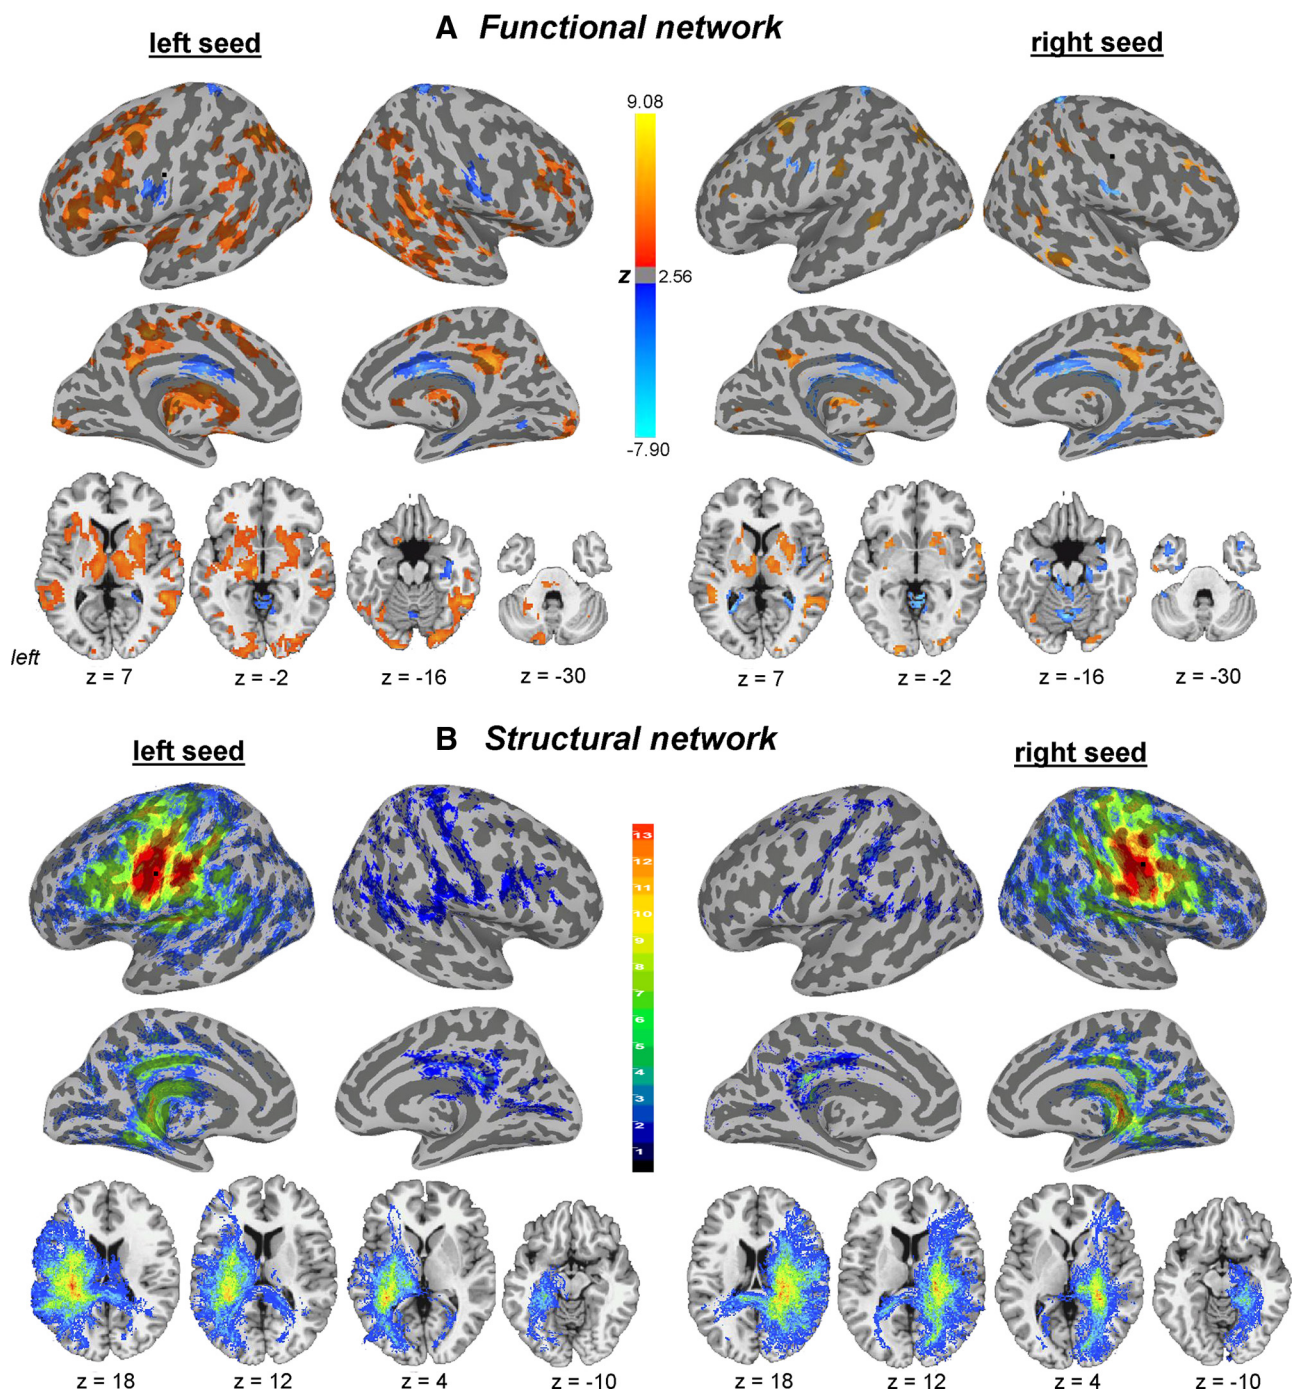 A Functional network
left seed
right seed
9.08
z
2.56
-7.90
left
z = 7
z = -2
z = -16
z = -30
z = 7
z = -2
z = -16
z = -30
B Structural network
left seed
right seed
13
12
11
10
9
8
7
6
5
4
3
2
1
z = 18
z = 12
z = 4
z = -10
z = 18
z = 12
z = 4
z = -10